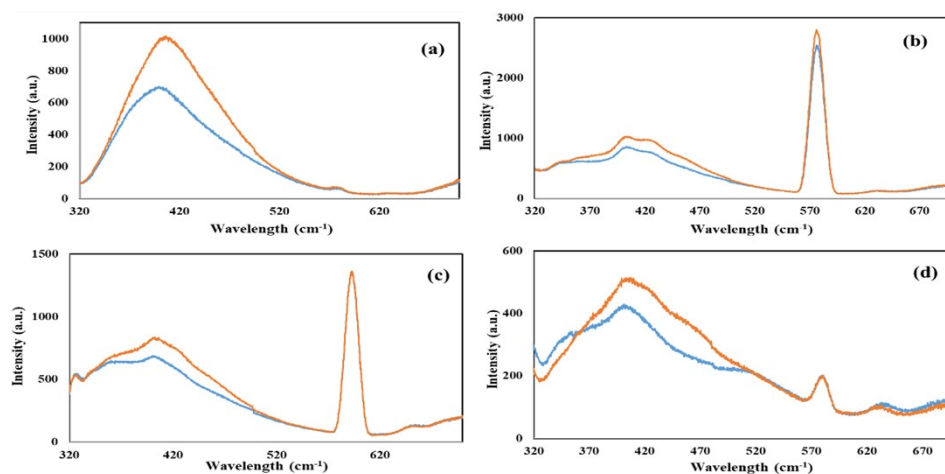 (a)
Intensity (a.u.)
1000
800
600
400
200
0
320 420 520 620
Wavelength (cm-1)
(b)
Intensity (a.u.)
3000
2000
1000
0
320 370 420 470 520 570 620 670
Wavelength (cm-1)
(c)
Intensity (a.u.)
1500
1000
500
0
320 420 520 620
Wavelength (cm-1)
(d)
Intensity (a.u.)
600
400
200
0
320 370 420 470 520 570 620 670
Wavelength (cm-1)